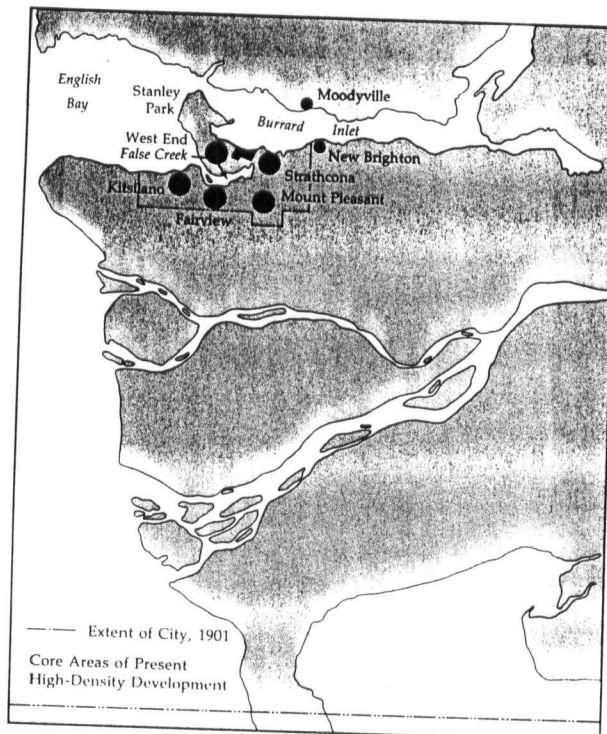 English
Bay
Stanley
Park
Moodyville
Burrard Inlet
West End
False Creek
New Brighton
Strathcona
Kitsilano
Mount Pleasant
Fairview
Extent of City, 1901
Core Areas of Present
High-Density Development